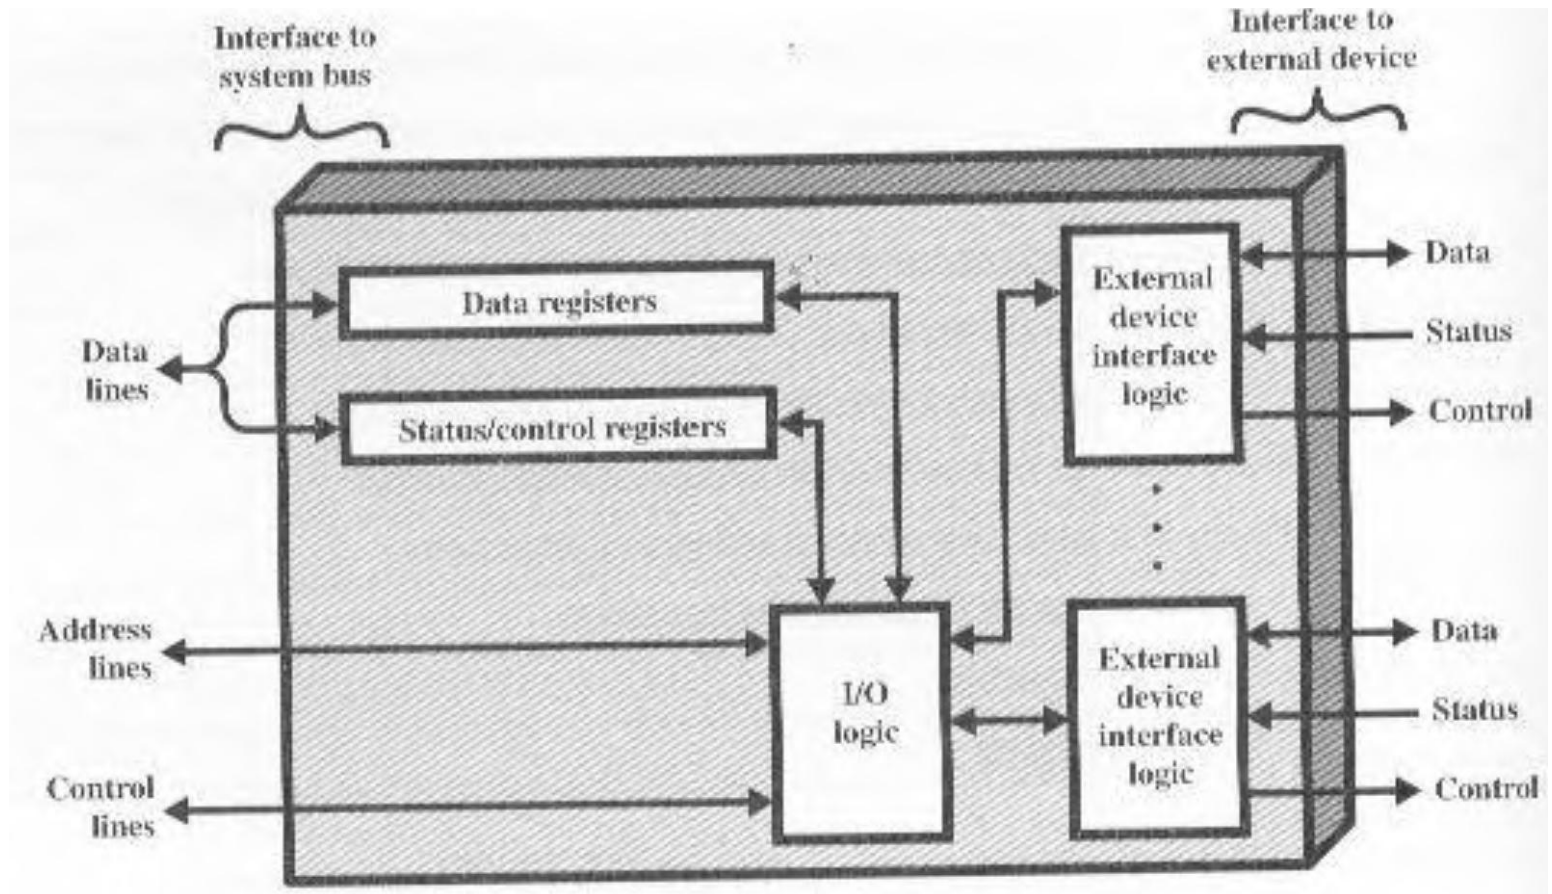 Interface to
system bus
Interface to
external device
Data registers
Status/control registers
Data
lines
Address
lines
Control
lines
I/O
logic
External
device
interface
logic
Data
Status
Control
External
device
interface
logic
Data
Status
Control